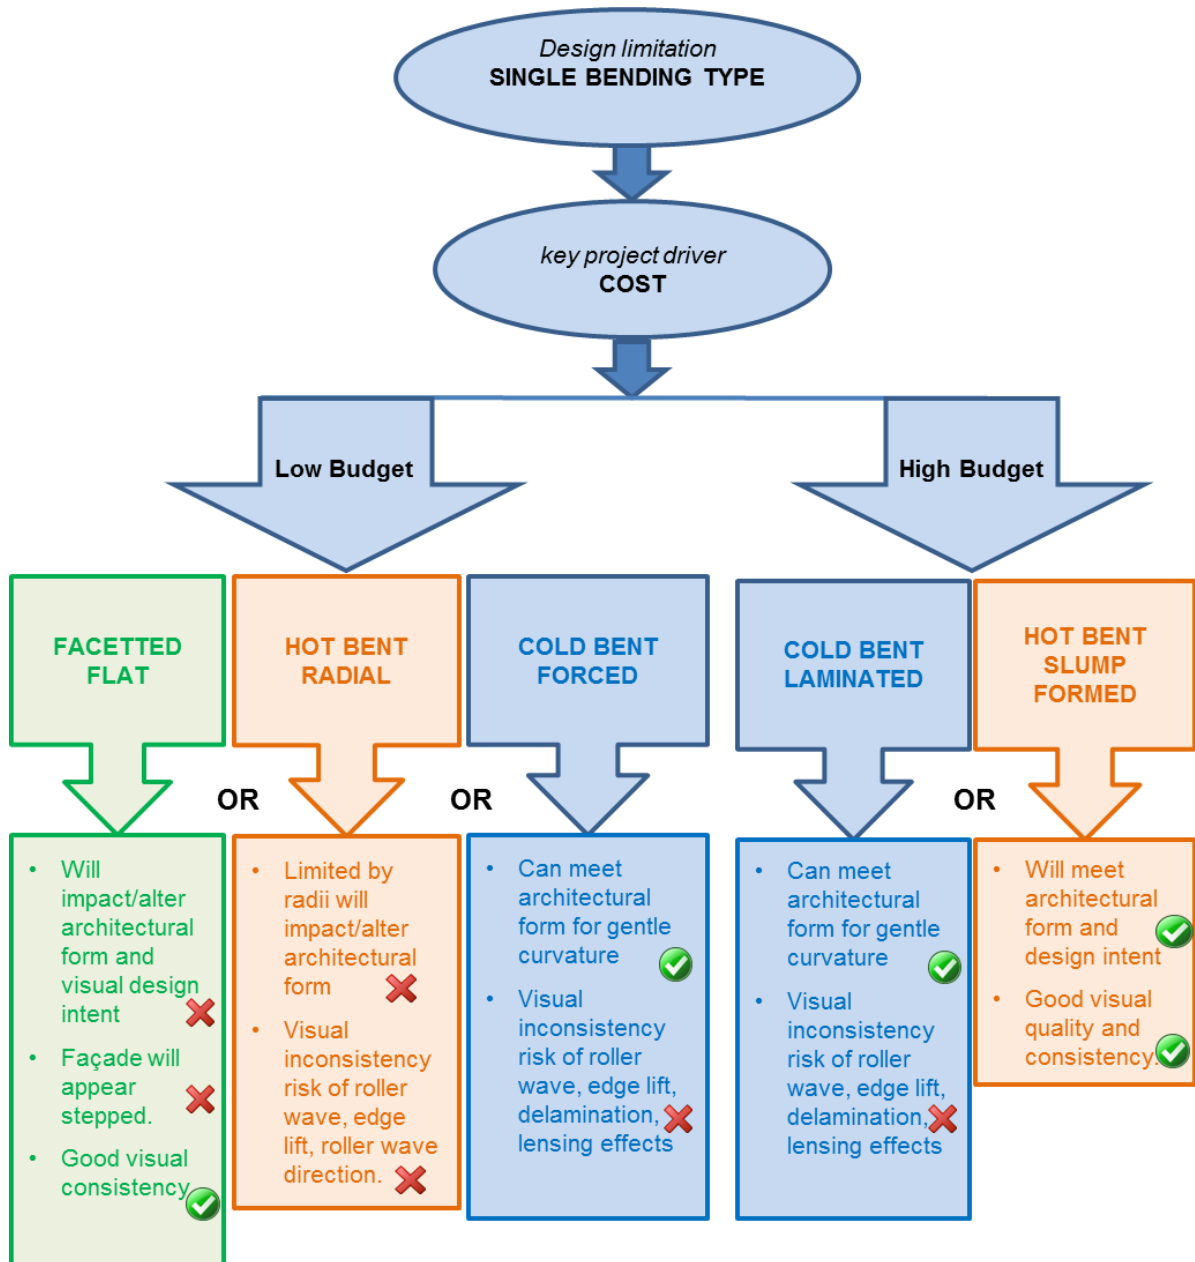 Design limitation
SINGLE BENDING TYPE
key project driver
COST
Low Budget
High Budget
FACETTED
FLAT
HOT BENT
RADIAL
COLD BENT
FORCED
COLD BENT
LAMINATED
HOT BENT
SLUMP
FORMED
OR
OR
OR
• Will
impact/alter
architectural
form and
visual design
intent
• Façade will
appear
stepped.
• Good visual
consistency
• Limited by
radii will
impact/alter
architectural
form
• Visual
inconsistency
risk of roller
wave, edge
lift, roller wave
direction.
• Can meet
architectural
form for gentle
curvature
• Visual
inconsistency
risk of roller
wave, edge lift,
delamination,
lensing effects
• Can meet
architectural
form for gentle
curvature
• Visual
inconsistency
risk of roller
wave, edge lift,
delamination,
lensing effects
• Will meet
architectural
form and
design intent
• Good visual
quality and
consistency.